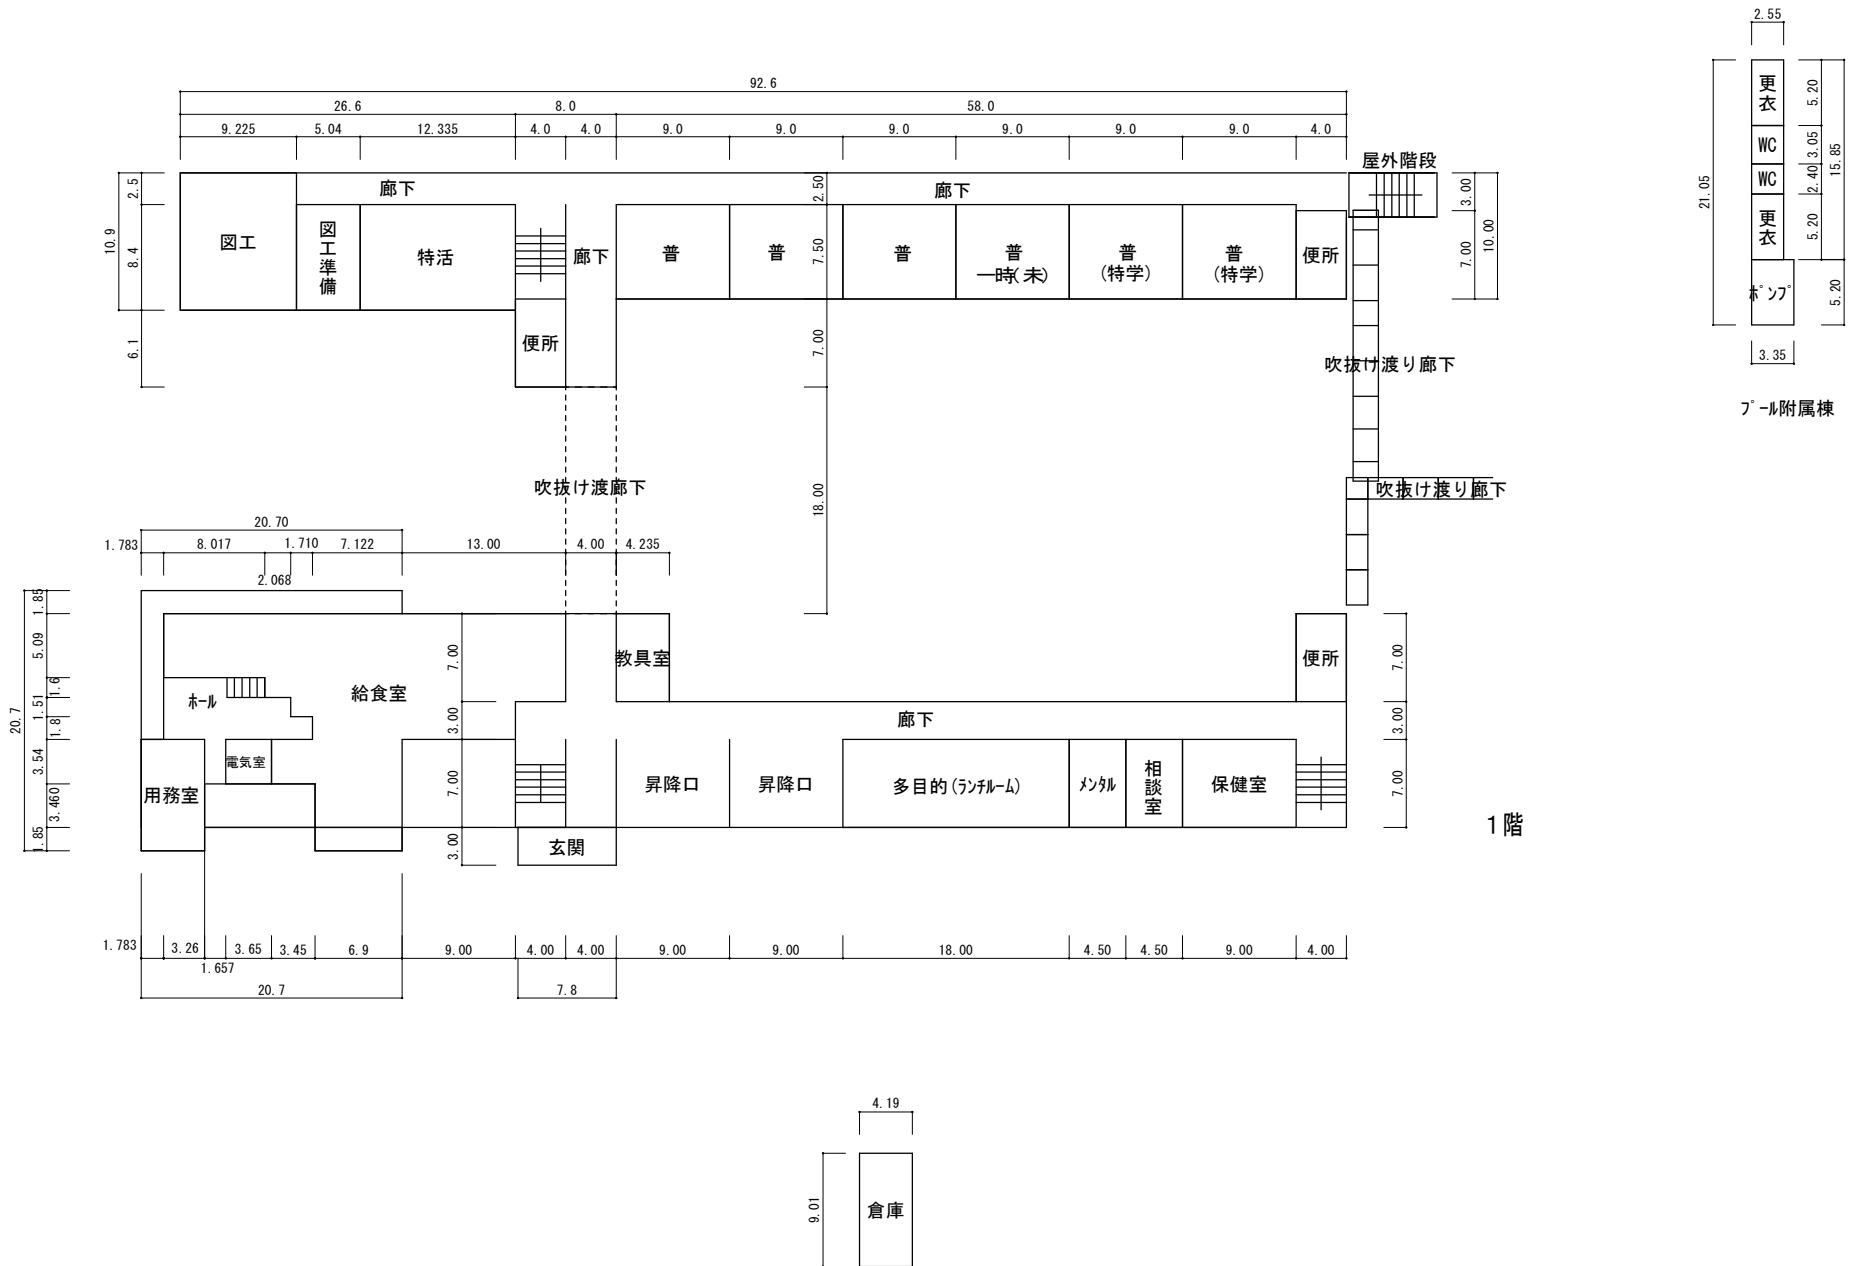 2.55
92.6
26.6 8.0 58.0
9.225 5.04 12.335 4.0 4.0 9.0 9.0 9.0 9.0 9.0 9.0 4.0
屋外階段
廊下
廊下
2.5
10.9
8.4
6.1
図工
図工準備
特活
廊下
便所
2.50
7.50
7.00
18.00
普
普
普
普
一時(未)
普
(特学)
普
(特学)
便所
3.00
7.00
10.00
更衣
WC
WC
更衣
ポンプ
5.20
3.05
2.40
5.20
15.85
5.20
21.05
3.35
プール附属棟
吹抜け渡り廊下
吹抜け渡り廊下
吹抜け渡廊下
20.70
1.783 8.017 1.710 7.122 13.00 4.00 4.235
2.068
1.85
5.09
1.6
1.51
1.8
3.54
3.460
1.85
20.7
ホール
給食室
電気室
用務室
7.00
3.00
7.00
3.00
教具室
廊下
便所
7.00
3.00
7.00
昇降口
昇降口
多目的(ランチルーム)
メンタル
相談室
保健室
玄関
1階
1.783 3.26 3.65 3.45 6.9 9.00 4.00 4.00 9.00 9.00 18.00 4.50 4.50 9.00 4.00
1.657
20.7 7.8
4.19
9.01
倉庫